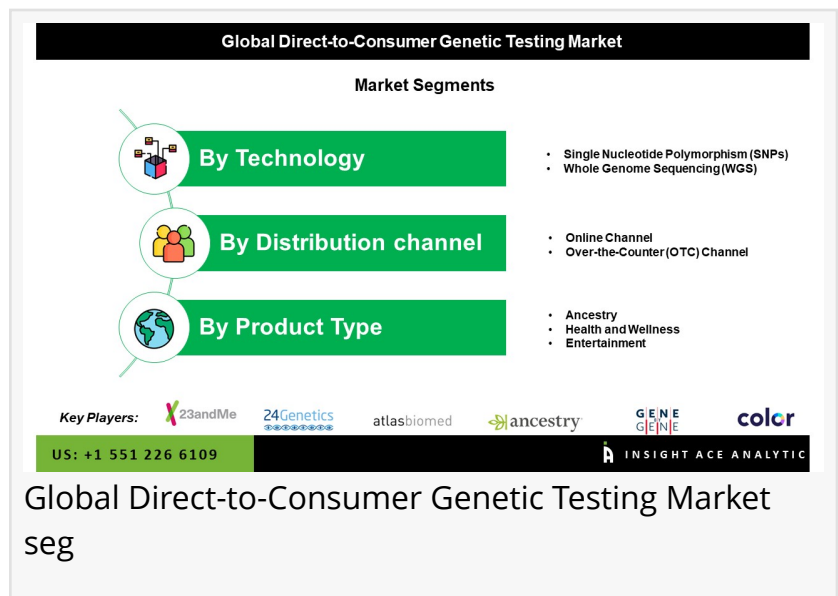 Global Direct-to-Consumer Genetic Testing Market
Market Segments
By Technology
• Single Nucleotide Polymorphism (SNPs)
• Whole Genome Sequencing (WGS)
By Distribution channel
• Online Channel
• Over-the-Counter (OTC) Channel
By Product Type
• Ancestry
• Health and Wellness
• Entertainment
Key Players: 23andMe 24Genetics atlasbiomed ancestry GENE GENE color
US: +1 551 226 6109 INSIGHT ACE ANALYTIC
Global Direct-to-Consumer Genetic Testing Market
seg